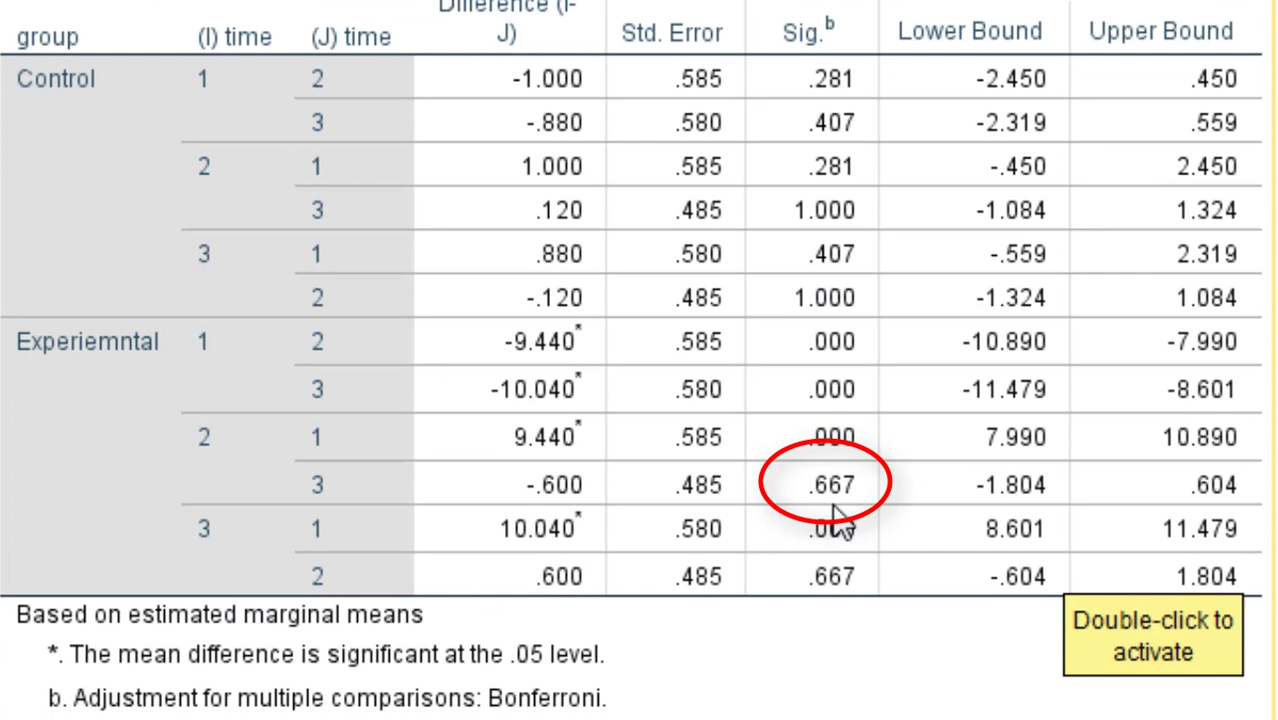 Difference (I-
group (I) time (J) time J) Std. Error Sig.b Lower Bound Upper Bound
Control 1 2 -1.000 .585 .281 -2.450 .450
3 -.880 .580 .407 -2.319 .559
2 1 1.000 .585 .281 -.450 2.450
3 .120 .485 1.000 -1.084 1.324
3 1 .880 .580 .407 -.559 2.319
2 -.120 .485 1.000 -1.324 1.084
Experiemntal 1 2 -9.440* .585 .000 -10.890 -7.990
3 -10.040* .580 .000 -11.479 -8.601
2 1 9.440* .585 .000 7.990 10.890
3 -.600 .485 .667 -1.804 .604
3 1 10.040* .580 8.601 11.479
2 .600 .485 .667 -.604 1.804
Based on estimated marginal means
*. The mean difference is significant at the .05 level.
b. Adjustment for multiple comparisons: Bonferroni.
Double-click to
activate